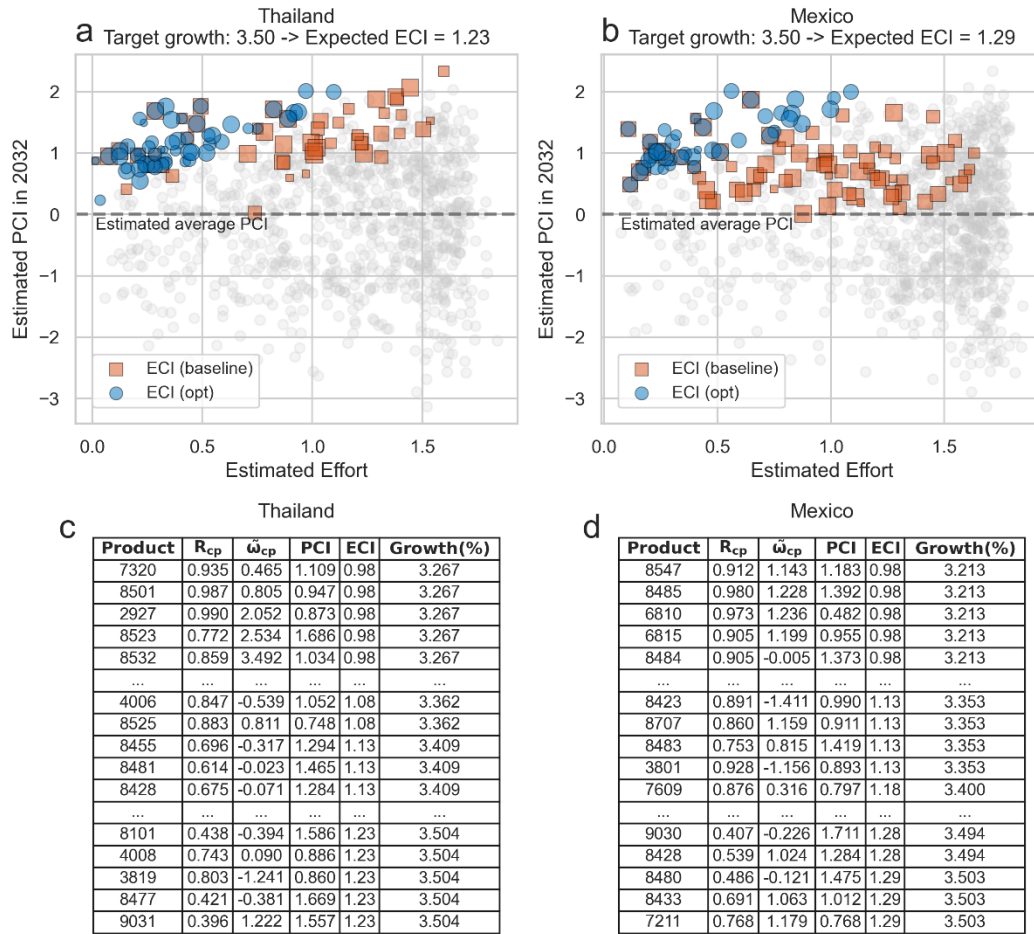 a
Thailand
Target growth: 3.50 -> Expected ECI = 1.23
Estimated PCI in 2032
2
1
0
−1
−2
−3
Estimated average PCI
ECI (baseline)
ECI (opt)
0.0 0.5 1.0 1.5
Estimated Effort
b
Mexico
Target growth: 3.50 -> Expected ECI = 1.29
Estimated PCI in 2032
2
1
0
−1
−2
−3
Estimated average PCI
ECI (baseline)
ECI (opt)
0.0 0.5 1.0 1.5
Estimated Effort
c
Thailand
Product R_cp ω̃_cp PCI ECI Growth(%)
7320 0.935 0.465 1.109 0.98 3.267
8501 0.987 0.805 0.947 0.98 3.267
2927 0.990 2.052 0.873 0.98 3.267
8523 0.772 2.534 1.686 0.98 3.267
8532 0.859 3.492 1.034 0.98 3.267
... ... ... ... ... ...
4006 0.847 -0.539 1.052 1.08 3.362
8525 0.883 0.811 0.748 1.08 3.362
8455 0.696 -0.317 1.294 1.13 3.409
8481 0.614 -0.023 1.465 1.13 3.409
8428 0.675 -0.071 1.284 1.13 3.409
... ... ... ... ... ...
8101 0.438 -0.394 1.586 1.23 3.504
4008 0.743 0.090 0.886 1.23 3.504
3819 0.803 -1.241 0.860 1.23 3.504
8477 0.421 -0.381 1.669 1.23 3.504
9031 0.396 1.222 1.557 1.23 3.504
d
Mexico
Product R_cp ω̃_cp PCI ECI Growth(%)
8547 0.912 1.143 1.183 0.98 3.213
8485 0.980 1.228 1.392 0.98 3.213
6810 0.973 1.236 0.482 0.98 3.213
6815 0.905 1.199 0.955 0.98 3.213
8484 0.905 -0.005 1.373 0.98 3.213
... ... ... ... ... ...
8423 0.891 -1.411 0.990 1.13 3.353
8707 0.860 1.159 0.911 1.13 3.353
8483 0.753 0.815 1.419 1.13 3.353
3801 0.928 -1.156 0.893 1.13 3.353
7609 0.876 0.316 0.797 1.18 3.400
... ... ... ... ... ...
9030 0.407 -0.226 1.711 1.28 3.494
8428 0.539 1.024 1.284 1.28 3.494
8480 0.486 -0.121 1.475 1.29 3.503
8433 0.691 1.063 1.012 1.29 3.503
7211 0.768 1.179 0.768 1.29 3.503